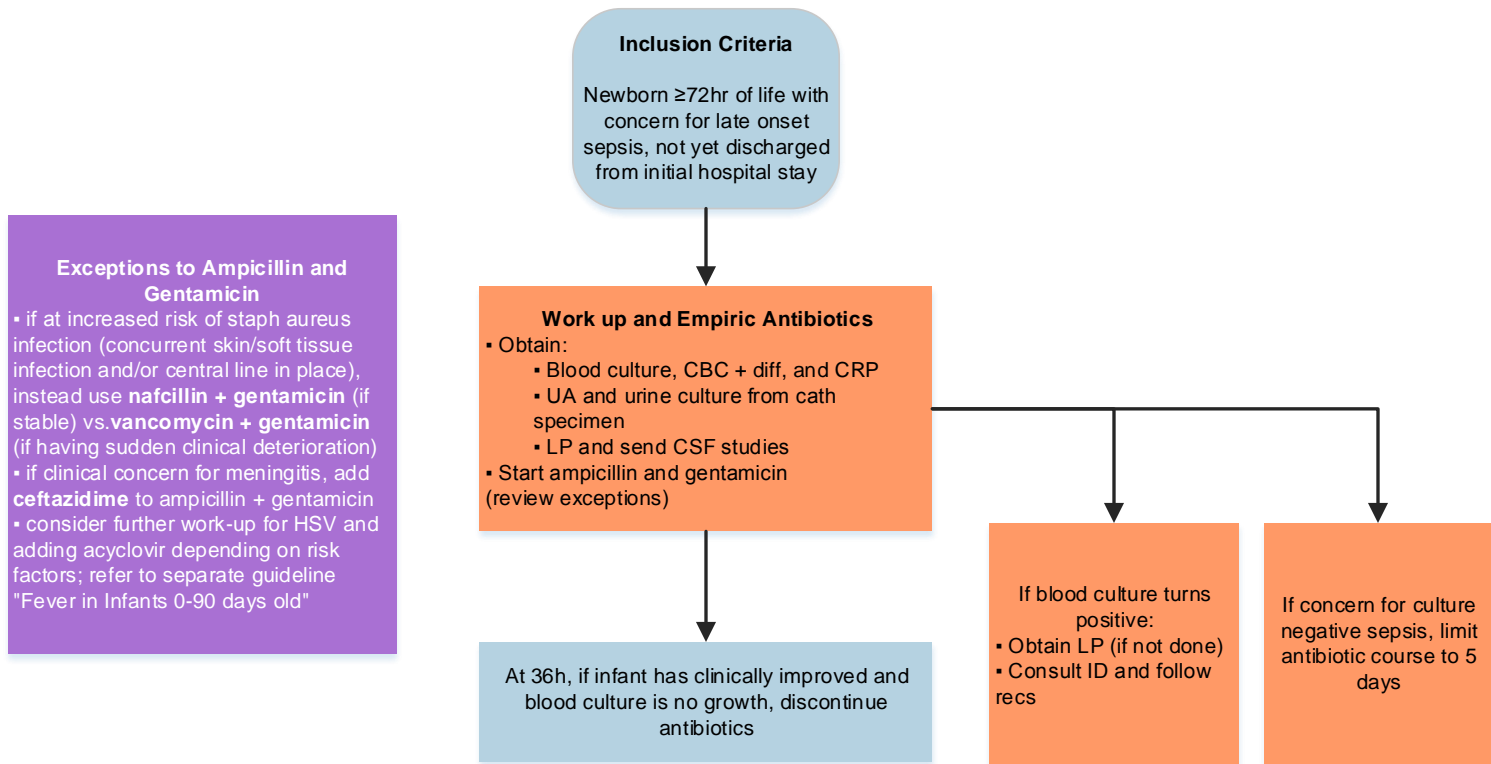 Inclusion Criteria
Newborn ≥72hr of life with
concern for late onset
sepsis, not yet discharged
from initial hospital stay
Exceptions to Ampicillin and
Gentamicin
▪ if at increased risk of staph aureus
infection (concurrent skin/soft tissue
infection and/or central line in place),
instead use nafcillin + gentamicin (if
stable) vs.vancomycin + gentamicin
(if having sudden clinical deterioration)
▪ if clinical concern for meningitis, add
ceftazidime to ampicillin + gentamicin
▪ consider further work-up for HSV and
adding acyclovir depending on risk
factors; refer to separate guideline
"Fever in Infants 0-90 days old"
Work up and Empiric Antibiotics
▪ Obtain:
▪ Blood culture, CBC + diff, and CRP
▪ UA and urine culture from cath
specimen
▪ LP and send CSF studies
▪ Start ampicillin and gentamicin
(review exceptions)
At 36h, if infant has clinically improved and
blood culture is no growth, discontinue
antibiotics
If blood culture turns
positive:
▪ Obtain LP (if not done)
▪ Consult ID and follow
recs
If concern for culture
negative sepsis, limit
antibiotic course to 5
days